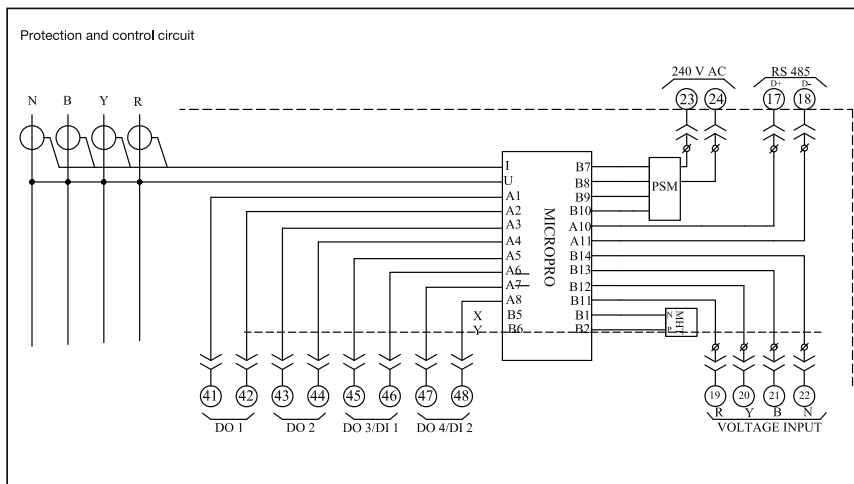 Protection and control circuit
240 V AC
RS 485
D+ D-
N B Y R
23 24 17 18
I
U
A1
A2
A3
A4
A5
A6
A7
A8
X B5
Y B6
MICROPRO
B7
B8
B9
B10
A10
A11
B14
B13
B12
B11
B1
B2
PSM
N
P
MHT
41 42 43 44 45 46 47 48
DO 1 DO 2 DO 3/DI 1 DO 4/DI 2
19 20 21 22
R Y B N
VOLTAGE INPUT